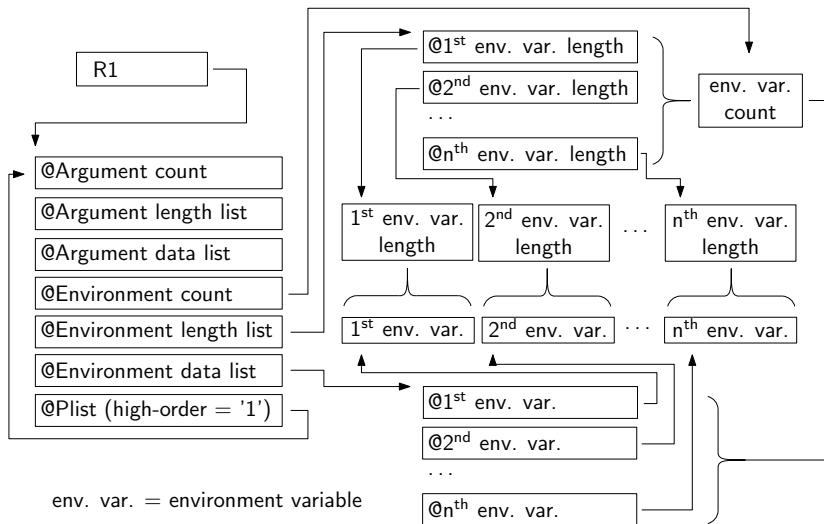 R1
@Argument count
@Argument length list
@Argument data list
@Environment count
@Environment length list
@Environment data list
@Plist (high-order = '1')
@1st env. var. length
@2nd env. var. length
...
@nth env. var. length
env. var.
count
1st env. var.
length
2nd env. var.
length
...
nth env. var.
length
1st env. var.
2nd env. var.
...
nth env. var.
@1st env. var.
@2nd env. var.
...
@nth env. var.
env. var. = environment variable